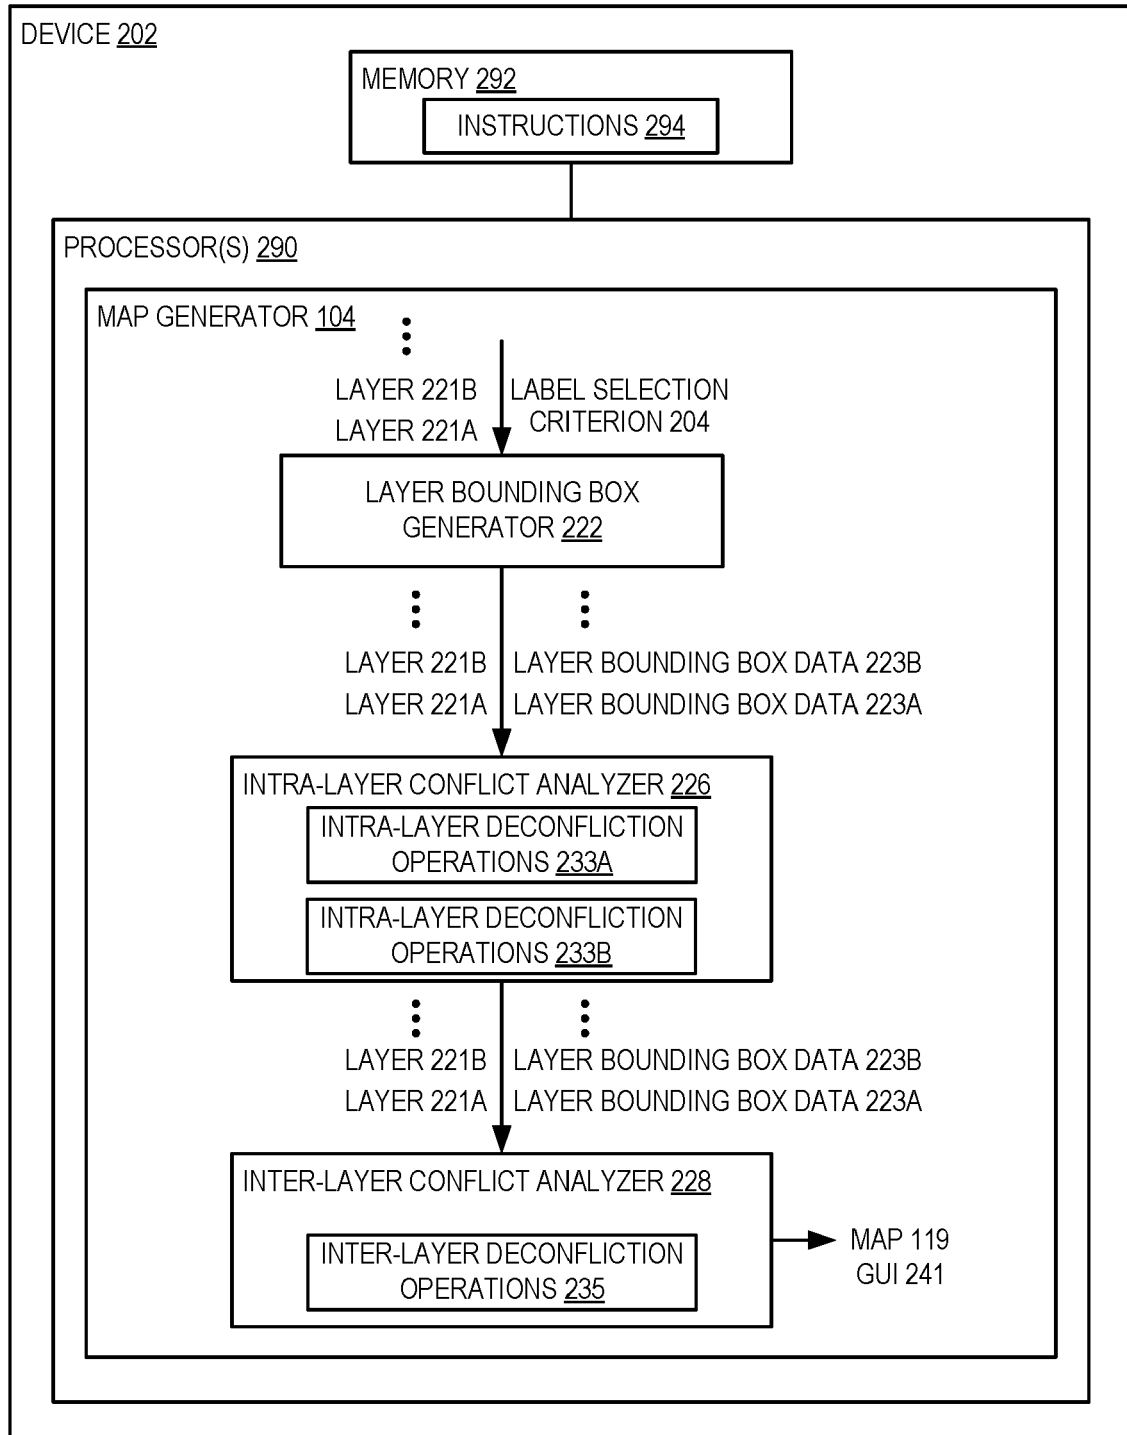 DEVICE 202
MEMORY 292
INSTRUCTIONS 294
PROCESSOR(S) 290
MAP GENERATOR 104
LAYER 221B
LAYER 221A
LABEL SELECTION
CRITERION 204
LAYER BOUNDING BOX
GENERATOR 222
LAYER 221B
LAYER BOUNDING BOX DATA 223B
LAYER 221A
LAYER BOUNDING BOX DATA 223A
INTRA-LAYER CONFLICT ANALYZER 226
INTRA-LAYER DECONFLICTION
OPERATIONS 233A
INTRA-LAYER DECONFLICTION
OPERATIONS 233B
LAYER 221B
LAYER BOUNDING BOX DATA 223B
LAYER 221A
LAYER BOUNDING BOX DATA 223A
INTER-LAYER CONFLICT ANALYZER 228
INTER-LAYER DECONFLICTION
OPERATIONS 235
MAP 119
GUI 241